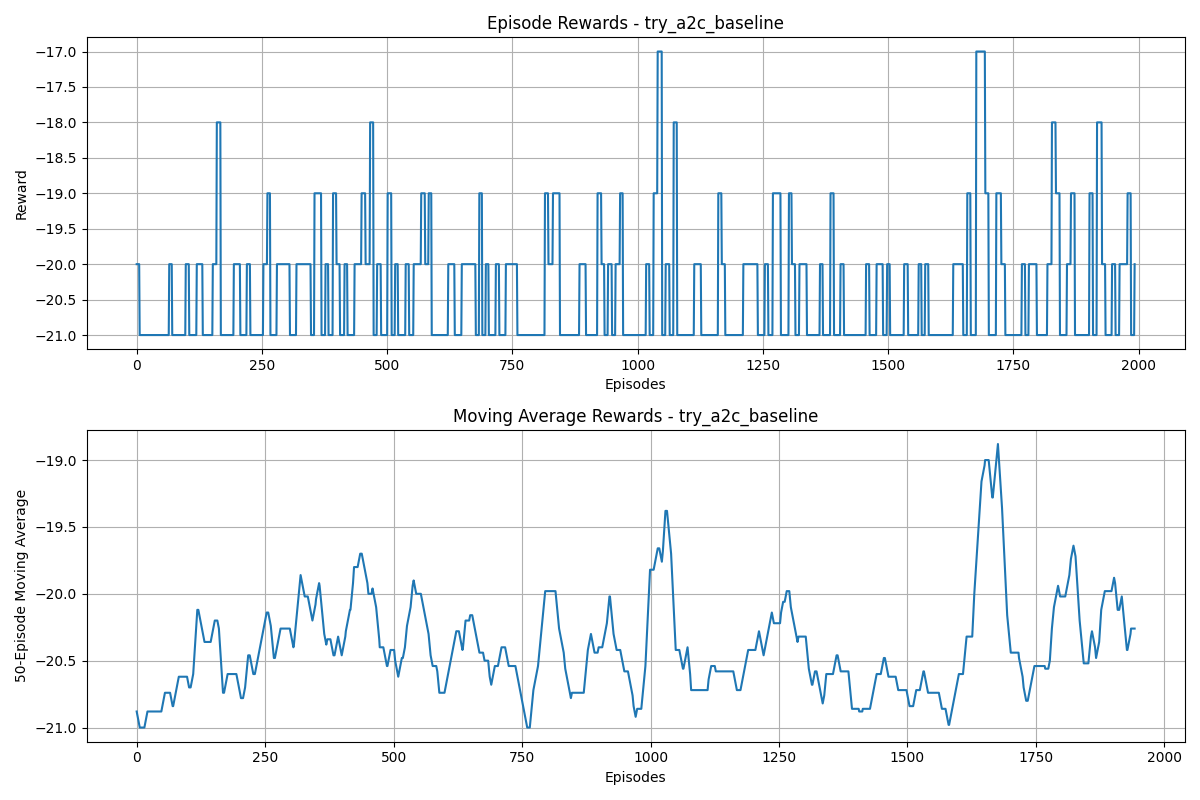 Episode Rewards - try_a2c_baseline
Reward
−17.0
−17.5
−18.0
−18.5
−19.0
−19.5
−20.0
−20.5
−21.0
0 250 500 750 1000 1250 1500 1750 2000
Episodes
Moving Average Rewards - try_a2c_baseline
50-Episode Moving Average
−19.0
−19.5
−20.0
−20.5
−21.0
0 250 500 750 1000 1250 1500 1750 2000
Episodes